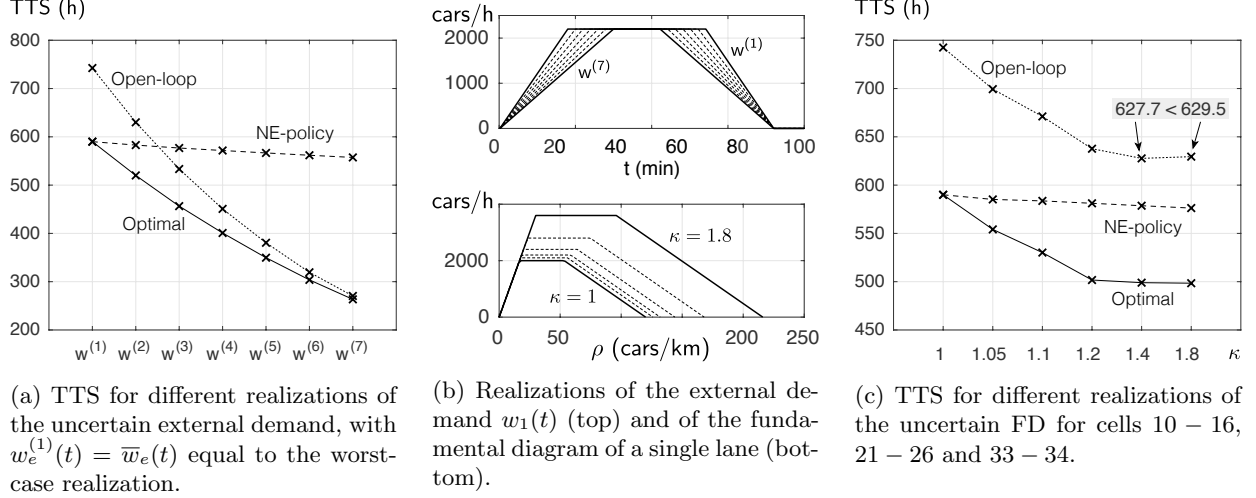 TTS (h)
800
700
600
500
400
300
200
Open-loop
NE-policy
Optimal
w(1) w(2) w(3) w(4) w(5) w(6) w(7)
(a) TTS for different realizations of
the uncertain external demand, with
w_e^{(1)}(t) = \overline{w}_e(t) equal to the worst-
case realization.
cars/h
2000
1000
0
w(1)
w(7)
0 20 40 60 80 100
t (min)
cars/h
2000
0
κ = 1.8
κ = 1
0 50 100 150 200 250
ρ (cars/km)
(b) Realizations of the external de-
mand w₁(t) (top) and of the funda-
mental diagram of a single lane (bot-
tom).
TTS (h)
750
700
650
600
550
500
450
Open-loop
627.7 < 629.5
NE-policy
Optimal
1 1.05 1.1 1.2 1.4 1.8 κ
(c) TTS for different realizations of
the uncertain FD for cells 10 − 16,
21 − 26 and 33 − 34.